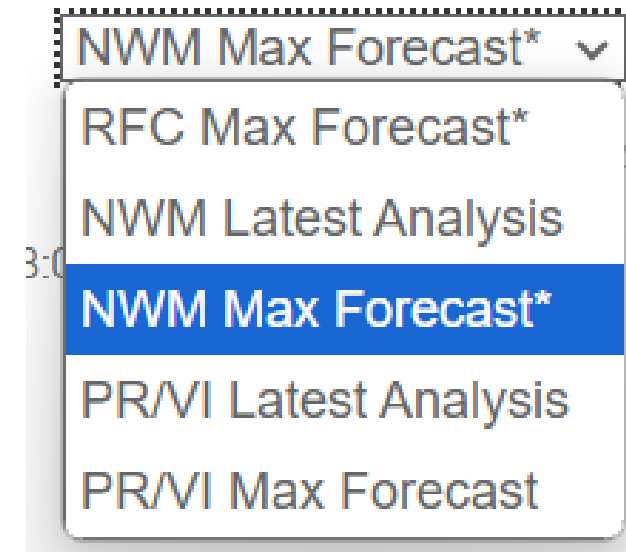 NWM Max Forecast*
RFC Max Forecast*
NWM Latest Analysis
NWM Max Forecast*
PR/VI Latest Analysis
PR/VI Max Forecast